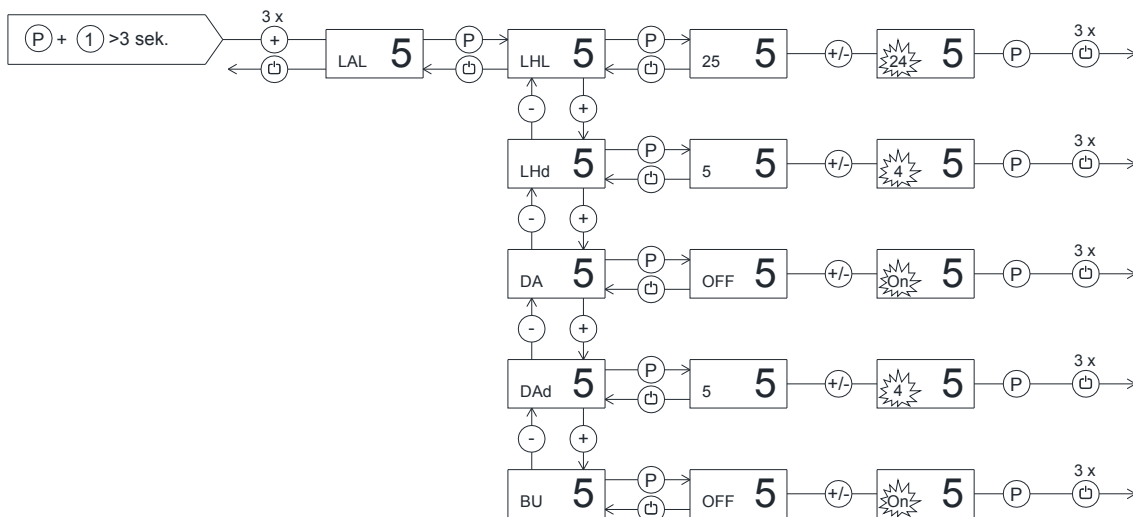 P + 1 >3 sek.
3 x
+
LAL 5
P
LHL 5
P
25 5
+/-
24 5
P
3 x
- +
LHd 5
P
5 5
+/-
4 5
P
3 x
- +
DA 5
P
OFF 5
+/-
On 5
P
3 x
- +
DAd 5
P
5 5
+/-
4 5
P
3 x
- +
BU 5
P
OFF 5
+/-
On 5
P
3 x